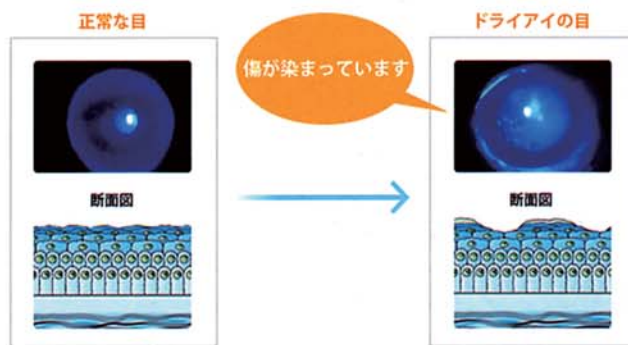 正常な目
ドライアイの目
傷が染まっています
断面図
断面図